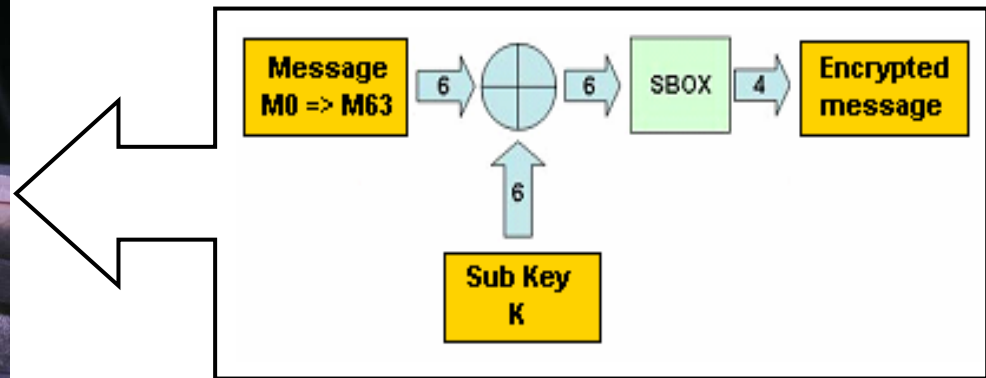 Message
M0 => M63
6
6
SBOX
4
Encrypted
message
6
Sub Key
K